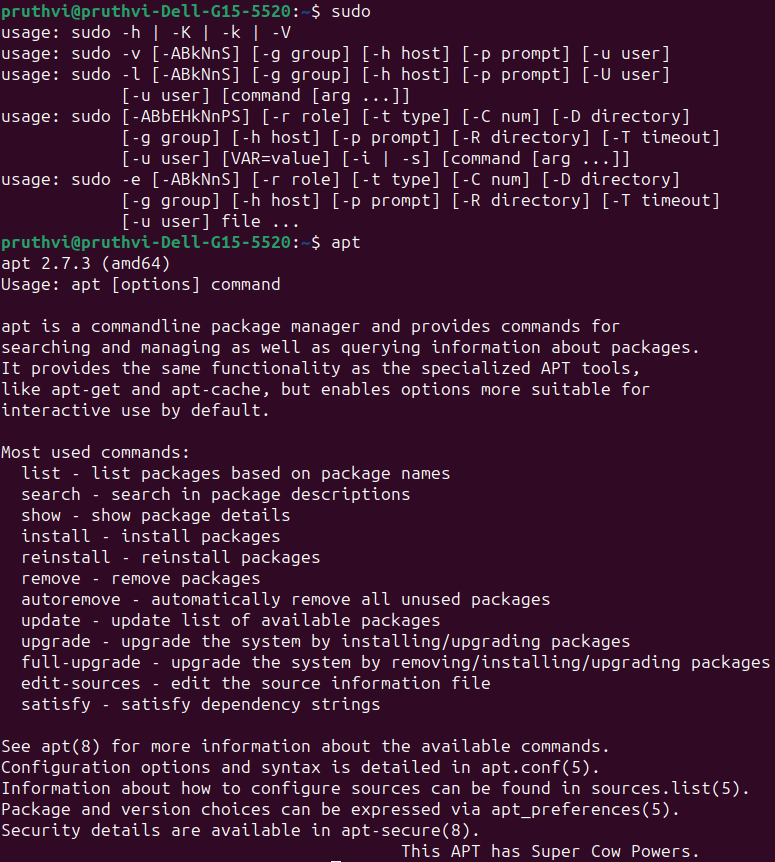 pruthvi@pruthvi-Dell-G15-5520:~$ sudo
usage: sudo -h | -K | -k | -V
usage: sudo -v [-ABkNnS] [-g group] [-h host] [-p prompt] [-u user]
usage: sudo -l [-ABkNnS] [-g group] [-h host] [-p prompt] [-U user]
            [-u user] [command [arg ...]]
usage: sudo [-ABbEHkNnPS] [-r role] [-t type] [-C num] [-D directory]
            [-g group] [-h host] [-p prompt] [-R directory] [-T timeout]
            [-u user] [VAR=value] [-i | -s] [command [arg ...]]
usage: sudo -e [-ABkNnS] [-r role] [-t type] [-C num] [-D directory]
            [-g group] [-h host] [-p prompt] [-R directory] [-T timeout]
            [-u user] file ...
pruthvi@pruthvi-Dell-G15-5520:~$ apt
apt 2.7.3 (amd64)
Usage: apt [options] command

apt is a commandline package manager and provides commands for
searching and managing as well as querying information about packages.
It provides the same functionality as the specialized APT tools,
like apt-get and apt-cache, but enables options more suitable for
interactive use by default.

Most used commands:
  list - list packages based on package names
  search - search in package descriptions
  show - show package details
  install - install packages
  reinstall - reinstall packages
  remove - remove packages
  autoremove - automatically remove all unused packages
  update - update list of available packages
  upgrade - upgrade the system by installing/upgrading packages
  full-upgrade - upgrade the system by removing/installing/upgrading packages
  edit-sources - edit the source information file
  satisfy - satisfy dependency strings

See apt(8) for more information about the available commands.
Configuration options and syntax is detailed in apt.conf(5).
Information about how to configure sources can be found in sources.list(5).
Package and version choices can be expressed via apt_preferences(5).
Security details are available in apt-secure(8).
                                        This APT has Super Cow Powers.